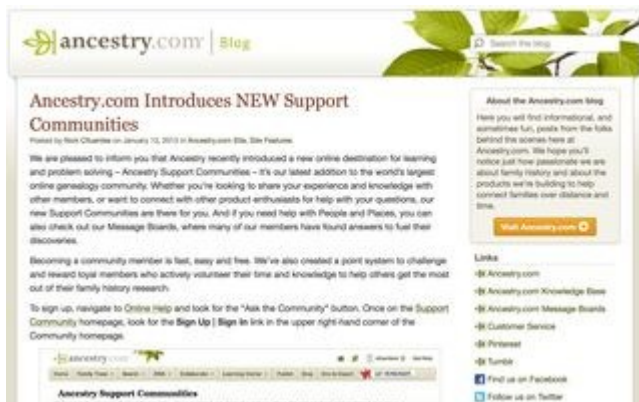 ancestry.com | Blog
Search the blog
Ancestry.com Introduces NEW Support
Communities
Posted by Nick Cifuentes on January 10, 2013 in Ancestry.com Site, Site Features
We are pleased to inform you that Ancestry recently introduced a new online destination for learning
and problem solving – Ancestry Support Communities – it's our latest addition to the world's largest
online genealogy community. Whether you're looking to share your experience and knowledge with
other members, or want to connect with other product enthusiasts for help with your questions, our
new Support Communities are there for you. And if you need help with People and Places, you can
also check out our Message Boards, where many of our members have found answers to fuel their
discoveries.
Becoming a community member is fast, easy and free. We've also created a point system to challenge
and reward loyal members who actively volunteer their time and knowledge to help others get the most
out of their family history research.
To sign up, navigate to Online Help and look for the "Ask the Community" button. Once on the Support
Community homepage, look for the Sign Up | Sign In link in the upper right-hand corner of the
Community homepage.
ancestry.com
Home Family Trees Search DNA Collaborate Learning Center Publish Shop
Ancestry Support Communities
About the Ancestry.com blog
Here you will find informational, and
sometimes fun, posts from the folks
behind the scenes here at
Ancestry.com. We hope you'll
notice just how passionate we are
about family history and about the
products we're building to help
connect families over distance and
time.
Visit Ancestry.com
Links
Ancestry.com
Ancestry.com Knowledge Base
Ancestry.com Message Boards
Customer Service
Pinterest
Tumblr
Find us on Facebook
Follow us on Twitter